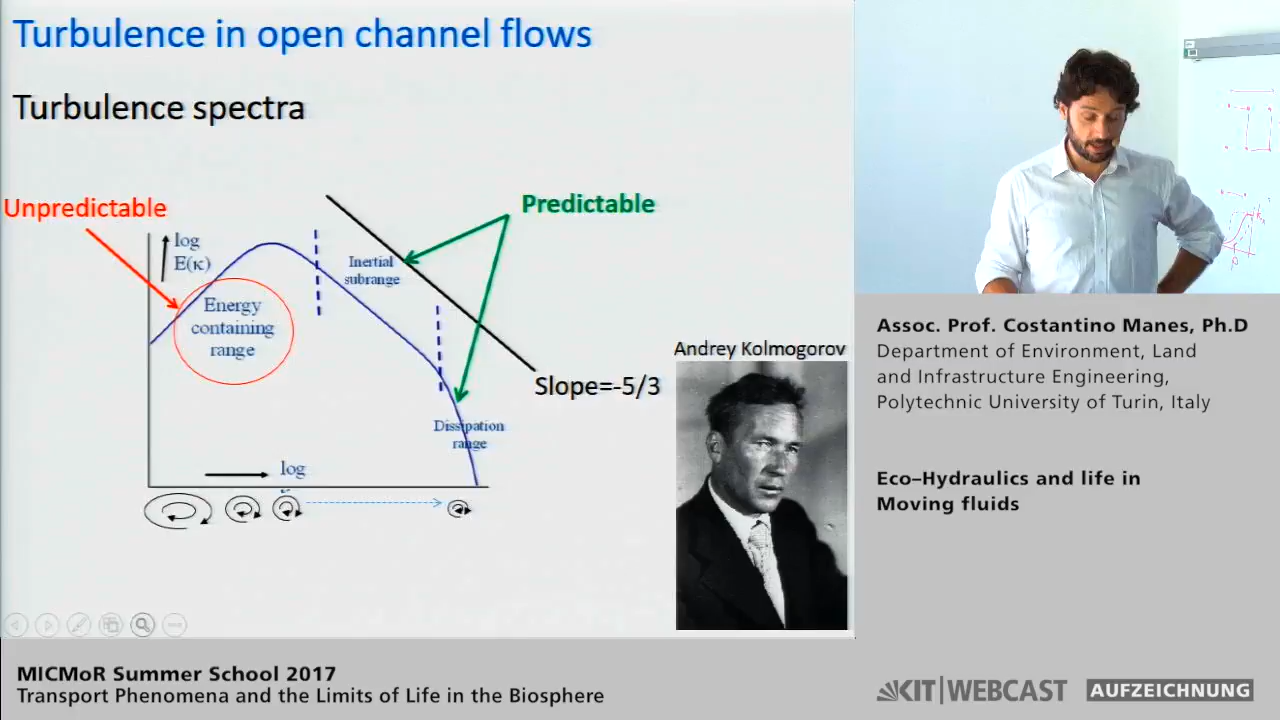 Turbulence in open channel flows
Turbulence spectra
Unpredictable
Predictable
log
E(κ)
Inertial
subrange
Energy
containing
range
Andrey Kolmogorov
Slope=-5/3
Dissipation
range
log
Assoc. Prof. Costantino Manes, Ph.D
Department of Environment, Land
and Infrastructure Engineering,
Polytechnic University of Turin, Italy
Eco–Hydraulics and life in
Moving fluids
MICMoR Summer School 2017
Transport Phenomena and the Limits of Life in the Biosphere
KIT|WEBCAST
AUFZEICHNUNG